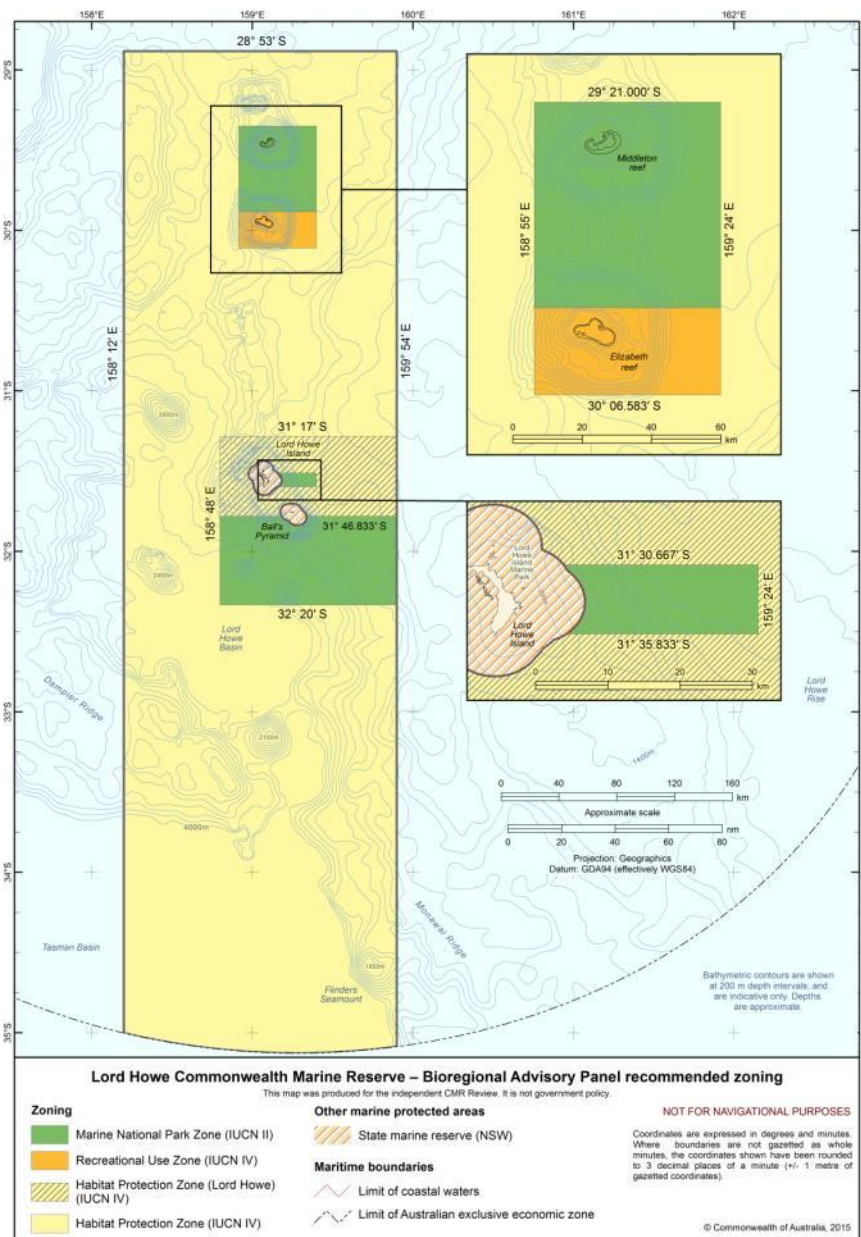 158°E
159°E
160°E
161°E
162°E
28° 53' S
29°S
30°S
31°S
32°S
33°S
34°S
35°S
158° 12' E
159° 54' E
29° 21.000' S
Middleton
reef
158° 55' E
159° 24' E
Elizabeth
reef
30° 06.583' S
0 20 40 60
km
31° 17' S
Lord Howe
Island
158° 48' E
Ball's
Pyramid
31° 46.833' S
32° 20' S
Lord
Howe
Basin
Lord
Howe
Island
Marine
Park
Lord
Howe
Island
31° 30.667' S
159° 24' E
31° 35.833' S
0 10 20 30
km
Lord
Howe
Rise
Dampier Ridge
2100m
4000m
1400m
0 40 80 120 160
km
Approximate scale
0 20 40 60 80
nm
Projection: Geographics
Datum: GDA94 (effectively WGS84)
Monawai Ridge
Tasman Basin
Flinders
Seamount
Bathymetric contours are shown
at 200 m depth intervals, and
are indicative only. Depths
are approximate.
Lord Howe Commonwealth Marine Reserve – Bioregional Advisory Panel recommended zoning
This map was produced for the independent CMR Review. It is not government policy.
Zoning
Marine National Park Zone (IUCN II)
Recreational Use Zone (IUCN IV)
Habitat Protection Zone (Lord Howe)
(IUCN IV)
Habitat Protection Zone (IUCN IV)
Other marine protected areas
State marine reserve (NSW)
Maritime boundaries
Limit of coastal waters
Limit of Australian exclusive economic zone
NOT FOR NAVIGATIONAL PURPOSES
Coordinates are expressed in degrees and minutes.
Where boundaries are not gazetted as whole
minutes, the coordinates shown have been rounded
to 3 decimal places of a minute (+/- 1 metre of
gazetted coordinates).
© Commonwealth of Australia, 2015